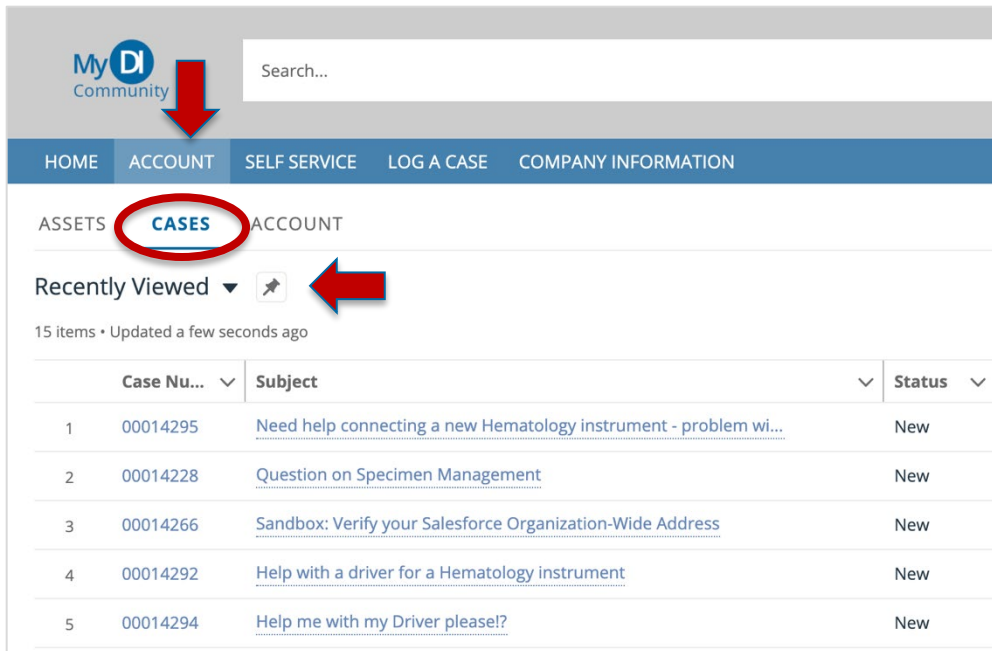 My DI
Community
Search...
HOME ACCOUNT SELF SERVICE LOG A CASE COMPANY INFORMATION
ASSETS CASES ACCOUNT
Recently Viewed
15 items • Updated a few seconds ago
Case Nu... Subject Status
1 00014295 Need help connecting a new Hematology instrument - problem wi... New
2 00014228 Question on Specimen Management New
3 00014266 Sandbox: Verify your Salesforce Organization-Wide Address New
4 00014292 Help with a driver for a Hematology instrument New
5 00014294 Help me with my Driver please!? New